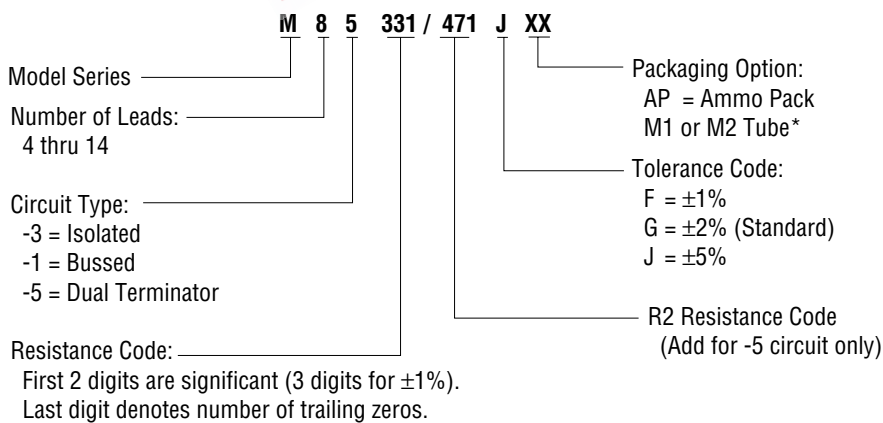 M 8 5 331 / 471 J XX
Model Series
Number of Leads:
4 thru 14
Circuit Type:
-3 = Isolated
-1 = Bussed
-5 = Dual Terminator
Resistance Code:
First 2 digits are significant (3 digits for ±1%).
Last digit denotes number of trailing zeros.
Packaging Option:
AP = Ammo Pack
M1 or M2 Tube*
Tolerance Code:
F = ±1%
G = ±2% (Standard)
J = ±5%
R2 Resistance Code
(Add for -5 circuit only)